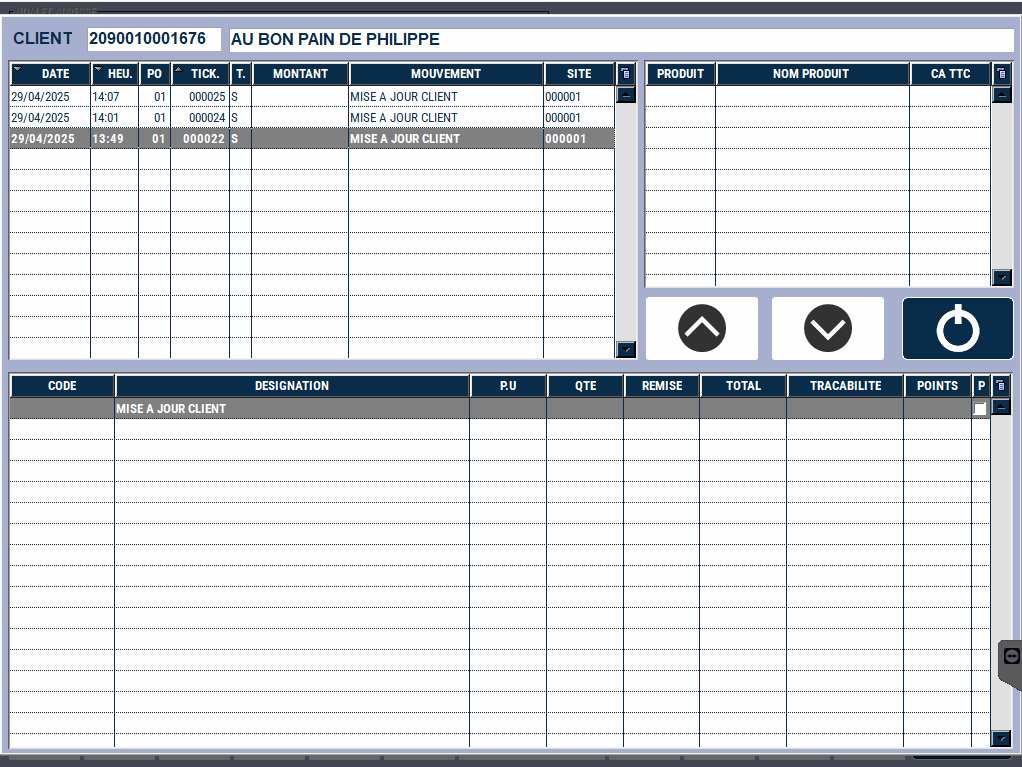 NOM ET ADRESSE
CLIENT 2090010001676 AU BON PAIN DE PHILIPPE
DATE HEU. PO TICK. T. MONTANT MOUVEMENT SITE
29/04/2025 14:07 01 000025 S MISE A JOUR CLIENT 000001
29/04/2025 14:01 01 000024 S MISE A JOUR CLIENT 000001
29/04/2025 13:49 01 000022 S MISE A JOUR CLIENT 000001
PRODUIT NOM PRODUIT CA TTC
CODE DESIGNATION P.U QTE REMISE TOTAL TRACABILITE POINTS P
MISE A JOUR CLIENT